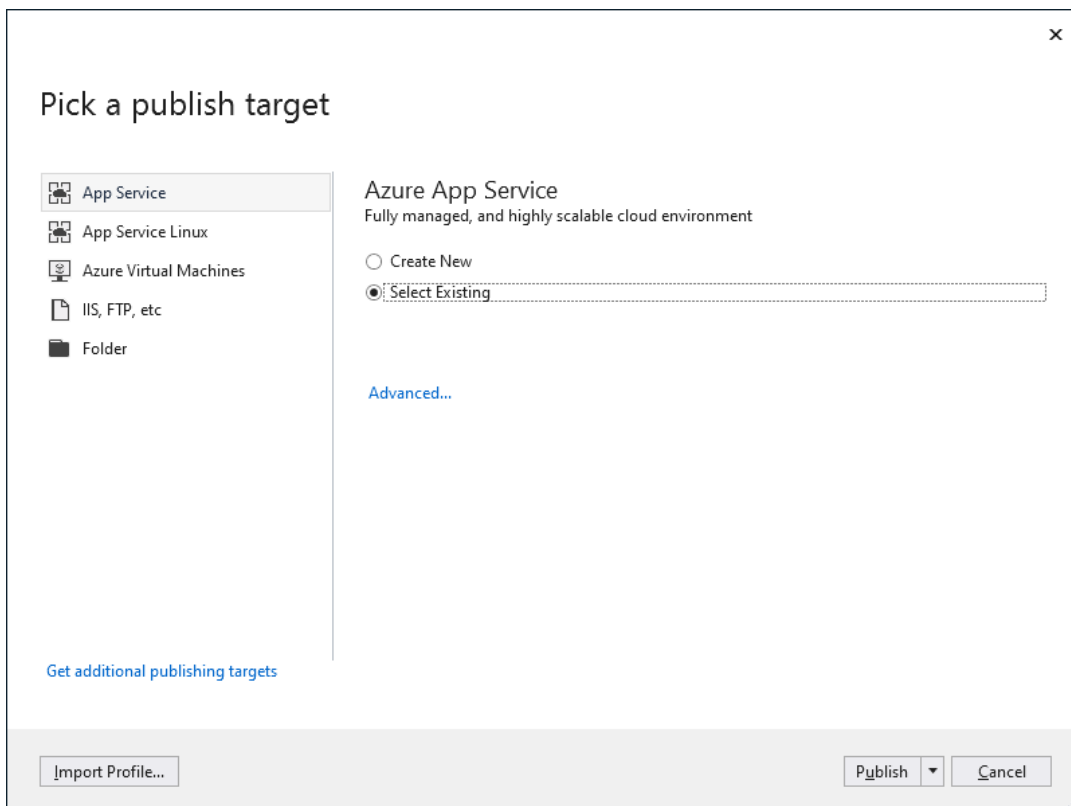 Pick a publish target
App Service
App Service Linux
Azure Virtual Machines
IIS, FTP, etc
Folder
Get additional publishing targets
Azure App Service
Fully managed, and highly scalable cloud environment
Create New
Select Existing
Advanced...
Import Profile...
Publish
Cancel